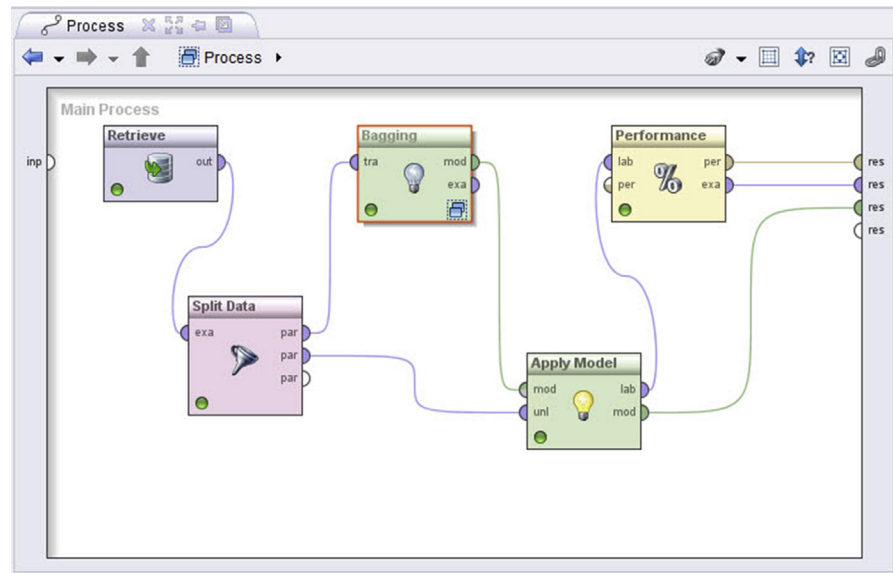 Process
Process
Main Process
inp
Retrieve
out
Bagging
tra
mod
exa
Performance
lab
per
per
exa
res
res
res
res
Split Data
exa
par
par
par
Apply Model
mod
lab
unl
mod